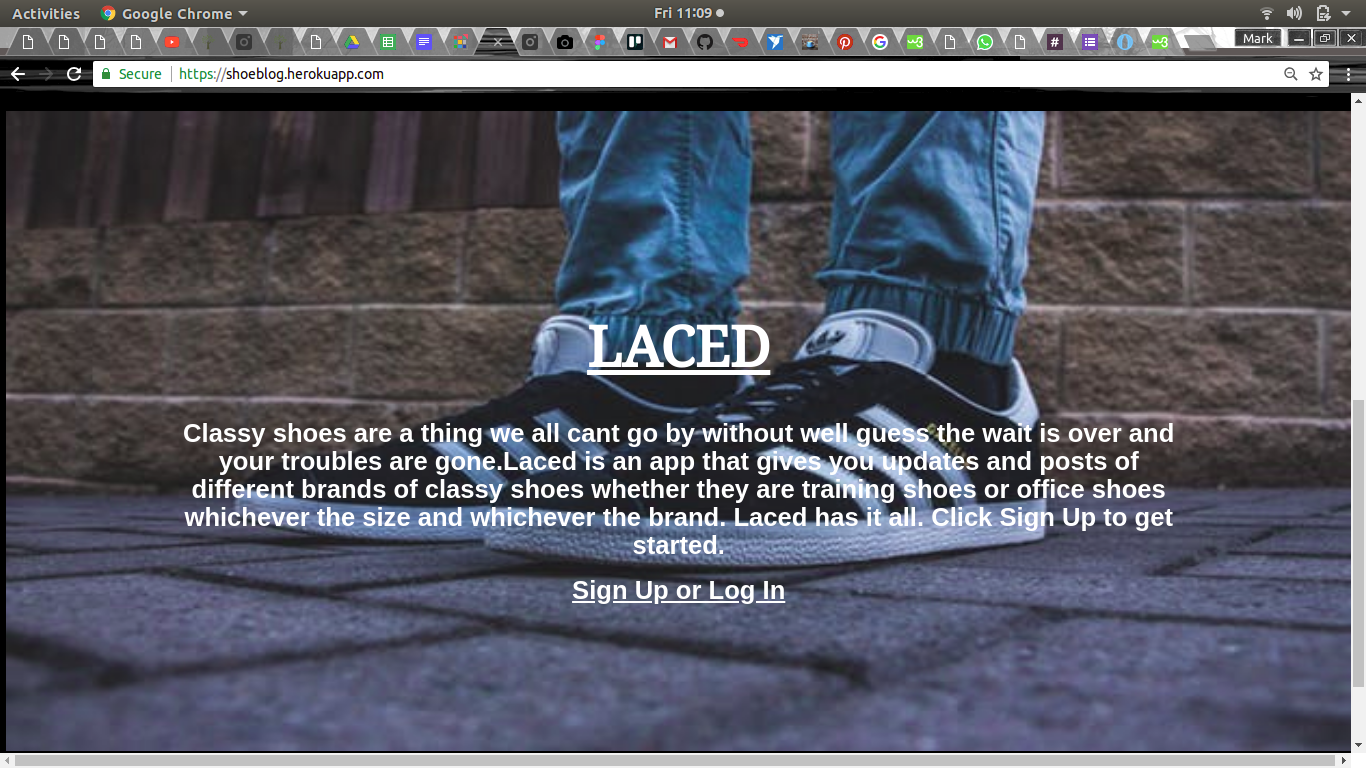 Activities Google Chrome Fri 11:09
Mark
Secure https://shoeblog.herokuapp.com
LACED
Classy shoes are a thing we all cant go by without well guess the wait is over and
your troubles are gone.Laced is an app that gives you updates and posts of
different brands of classy shoes whether they are training shoes or office shoes
whichever the size and whichever the brand. Laced has it all. Click Sign Up to get
started.
Sign Up or Log In